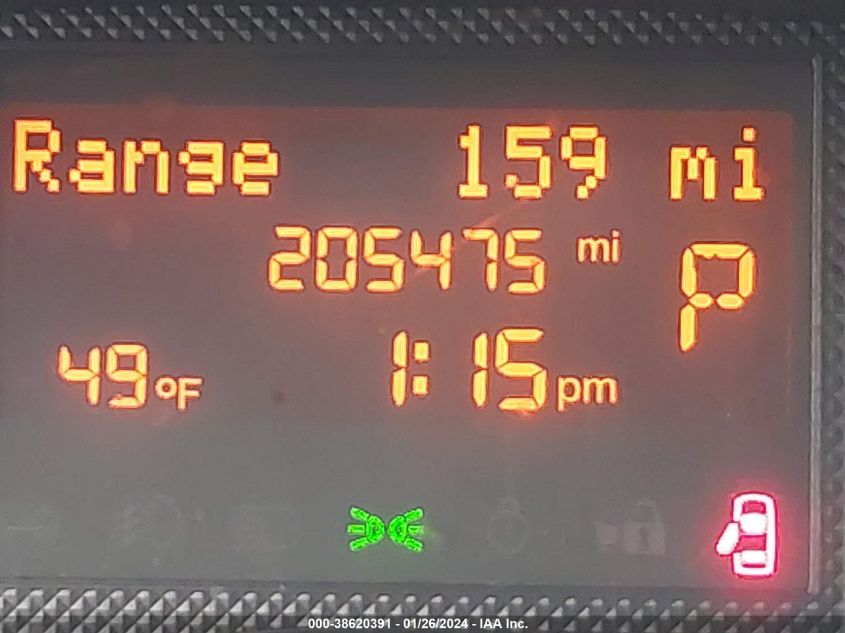 Range 159 mi
205475 mi P
49°F 1:15 pm
000-38620391 - 01/26/2024 - IAA Inc.